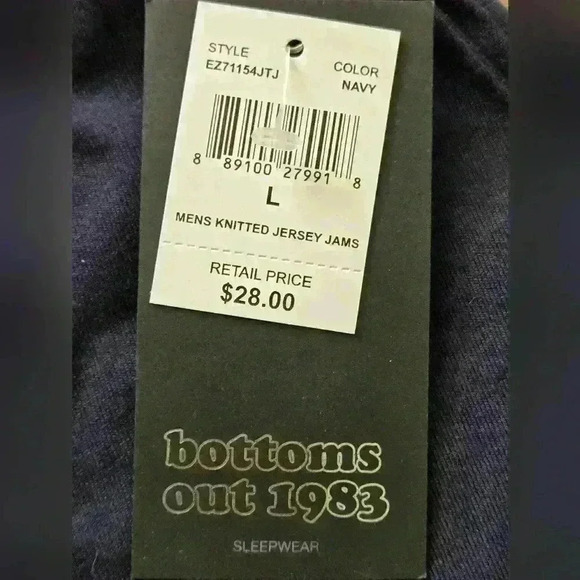 STYLE
EZ71154JTJ
COLOR
NAVY
8 89100 27991 8
L
MENS KNITTED JERSEY JAMS
RETAIL PRICE
$28.00
bottoms
out 1983
SLEEPWEAR